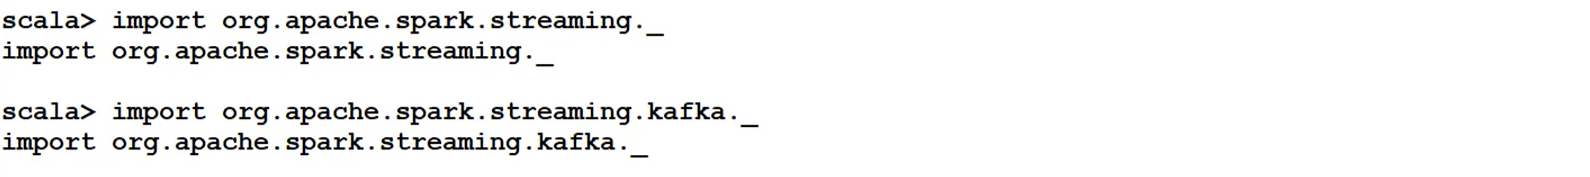 scala> import org.apache.spark.streaming._
import org.apache.spark.streaming._
scala> import org.apache.spark.streaming.kafka._
import org.apache.spark.streaming.kafka._